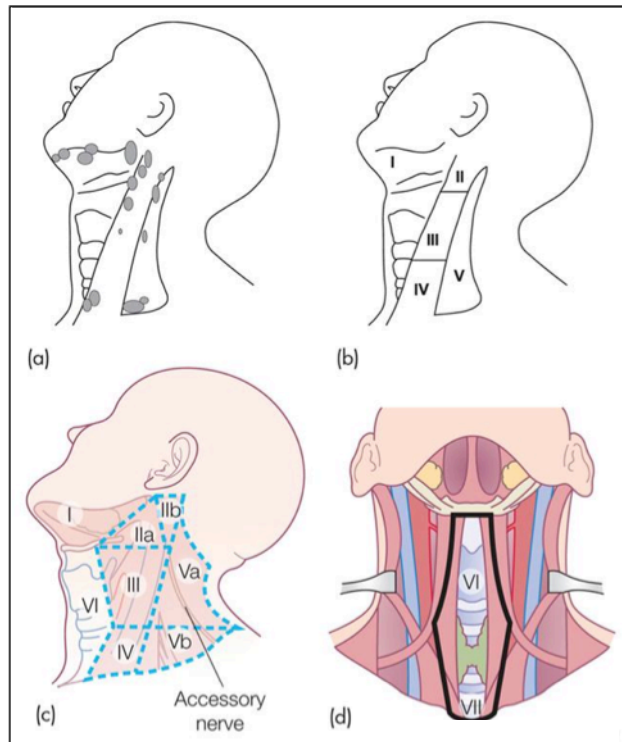 I
II
III
IV
V
(a)
(b)
I
IIb
IIa
III
Va
VI
IV
Vb
Accessory
nerve
(c)
VI
VII
(d)